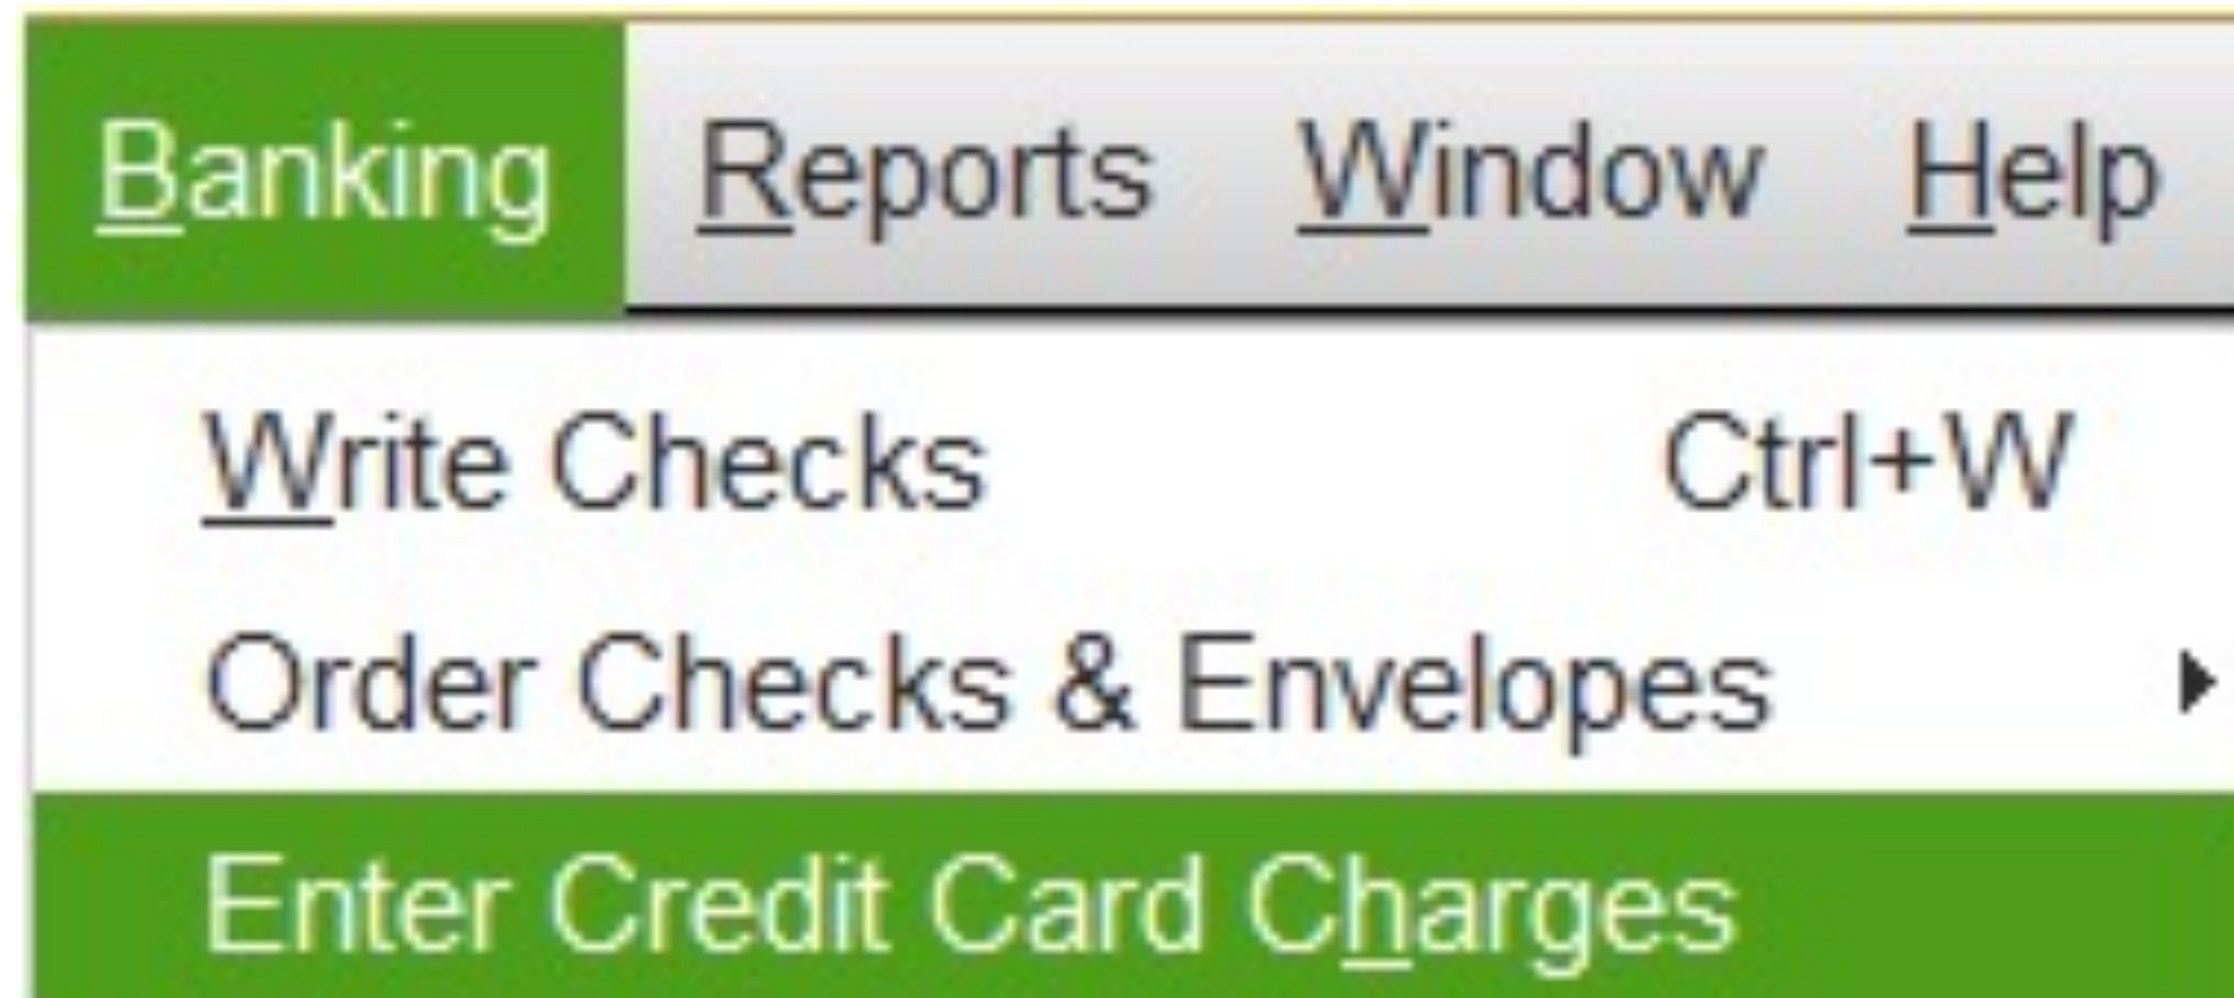 Banking Reports Window Help
Write Checks Ctrl+W
Order Checks & Envelopes
Enter Credit Card Charges